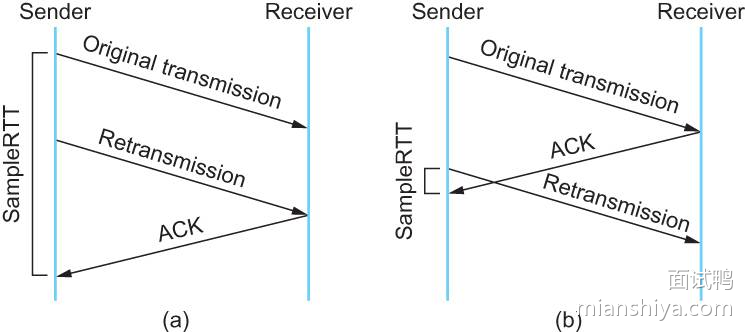 Sender
Receiver
Original transmission
Retransmission
ACK
SampleRTT
(a)
Sender
Receiver
Original transmission
ACK
Retransmission
SampleRTT
(b)
面试鸭
mianshiya.com